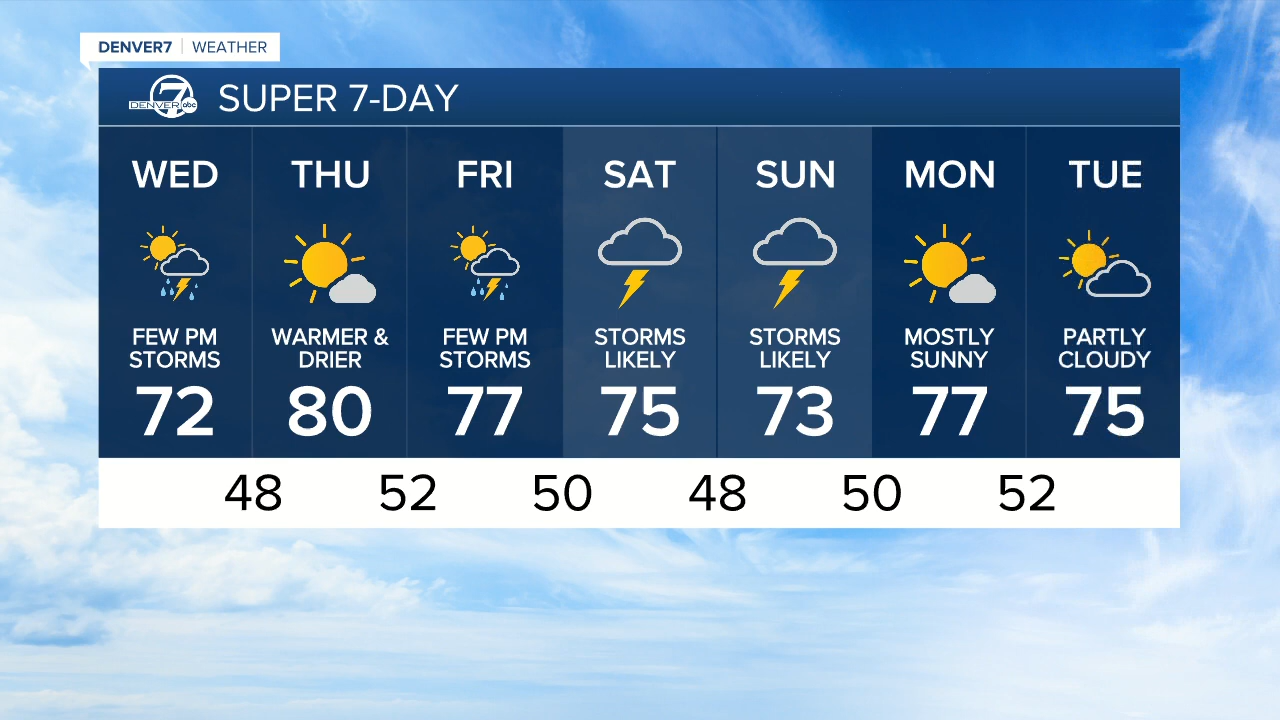 DENVER7 | WEATHER
7
DENVER abc
SUPER 7-DAY
WED THU FRI SAT SUN MON TUE
FEW PM WARMER & FEW PM STORMS STORMS MOSTLY PARTLY
STORMS DRIER STORMS LIKELY LIKELY SUNNY CLOUDY
72 80 77 75 73 77 75
48 52 50 48 50 52